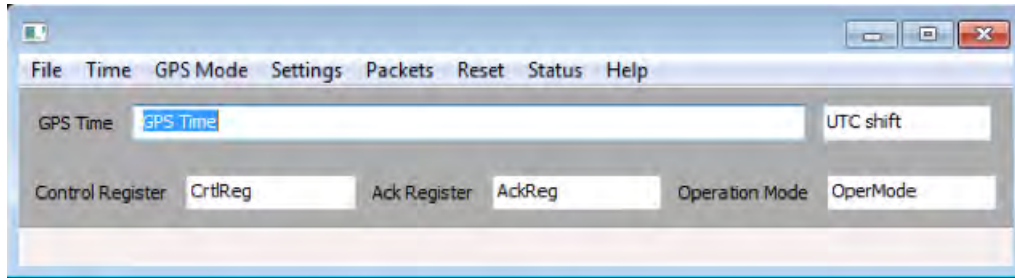 File Time GPS Mode Settings Packets Reset Status Help
GPS Time GPS Time UTC shift
Control Register CrtlReg Ack Register AckReg Operation Mode OperMode